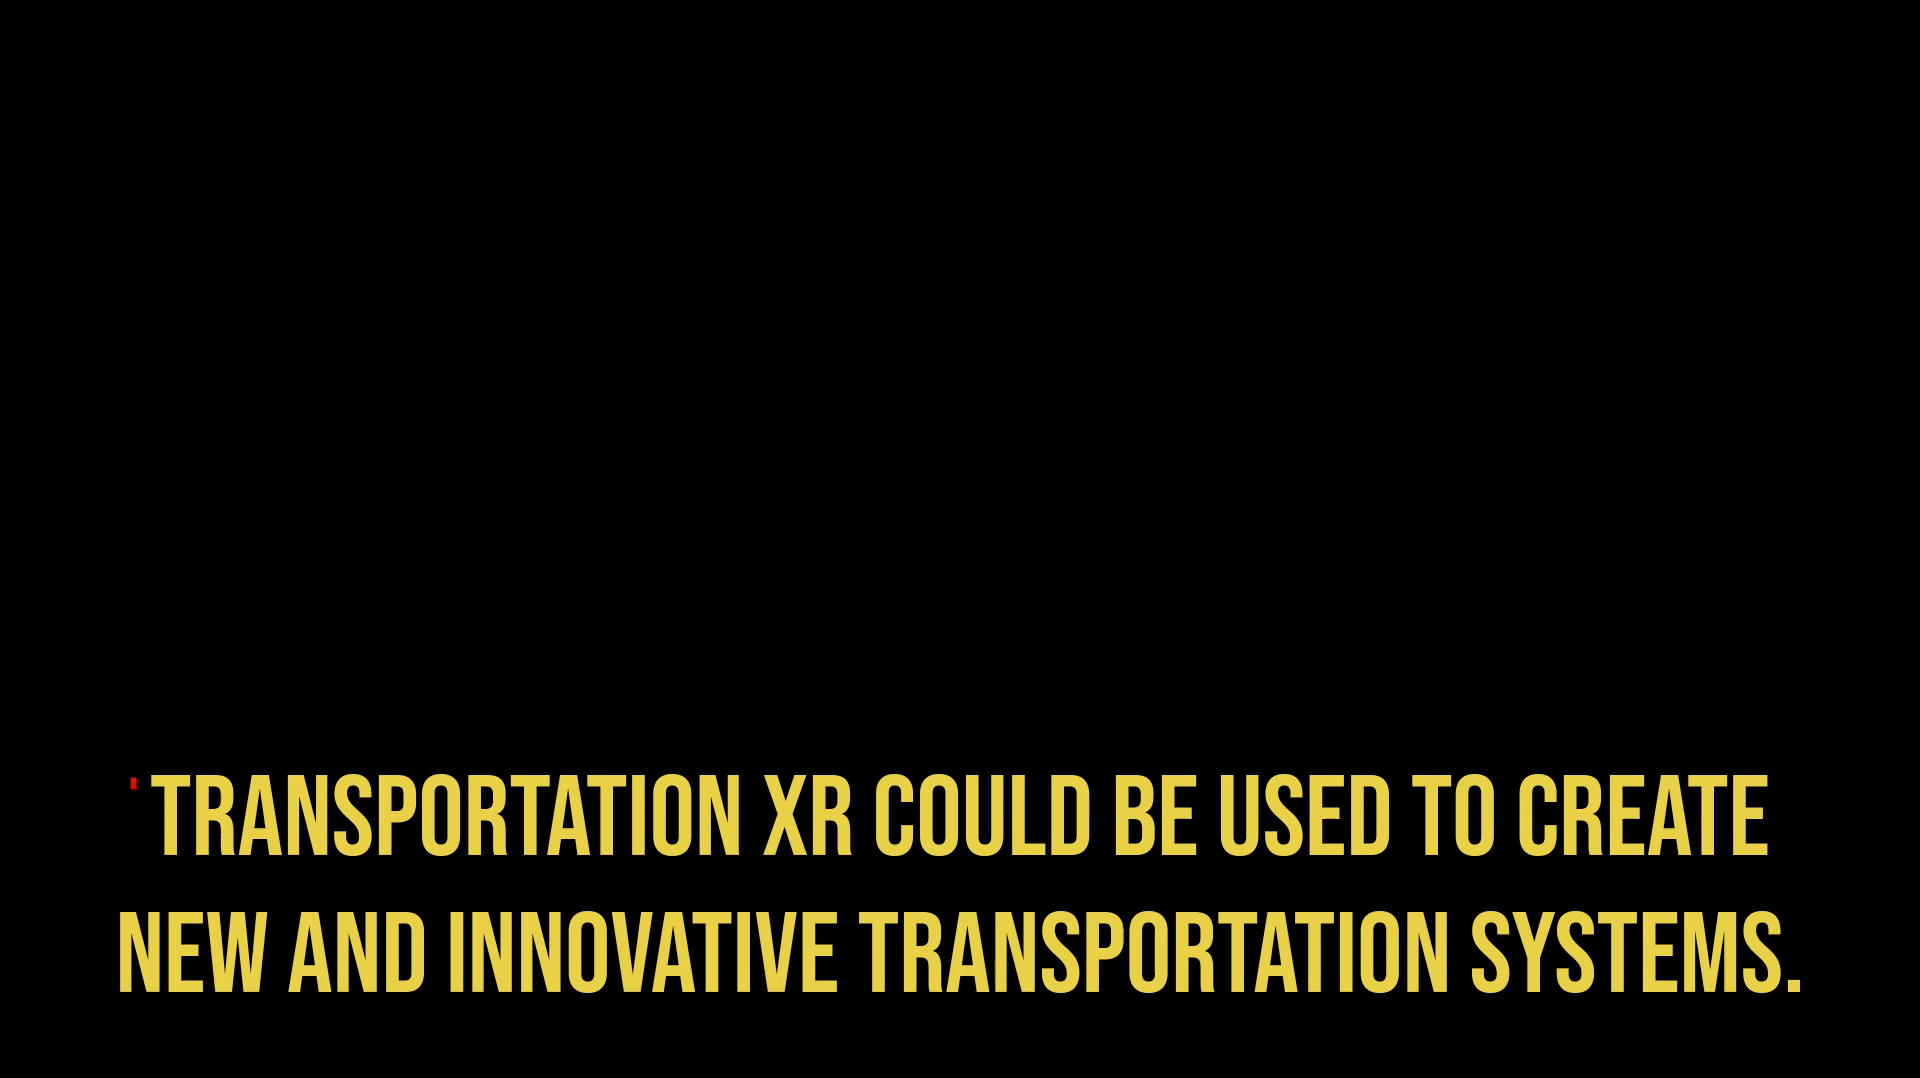 TRANSPORTATION XR COULD BE USED TO CREATE
NEW AND INNOVATIVE TRANSPORTATION SYSTEMS.